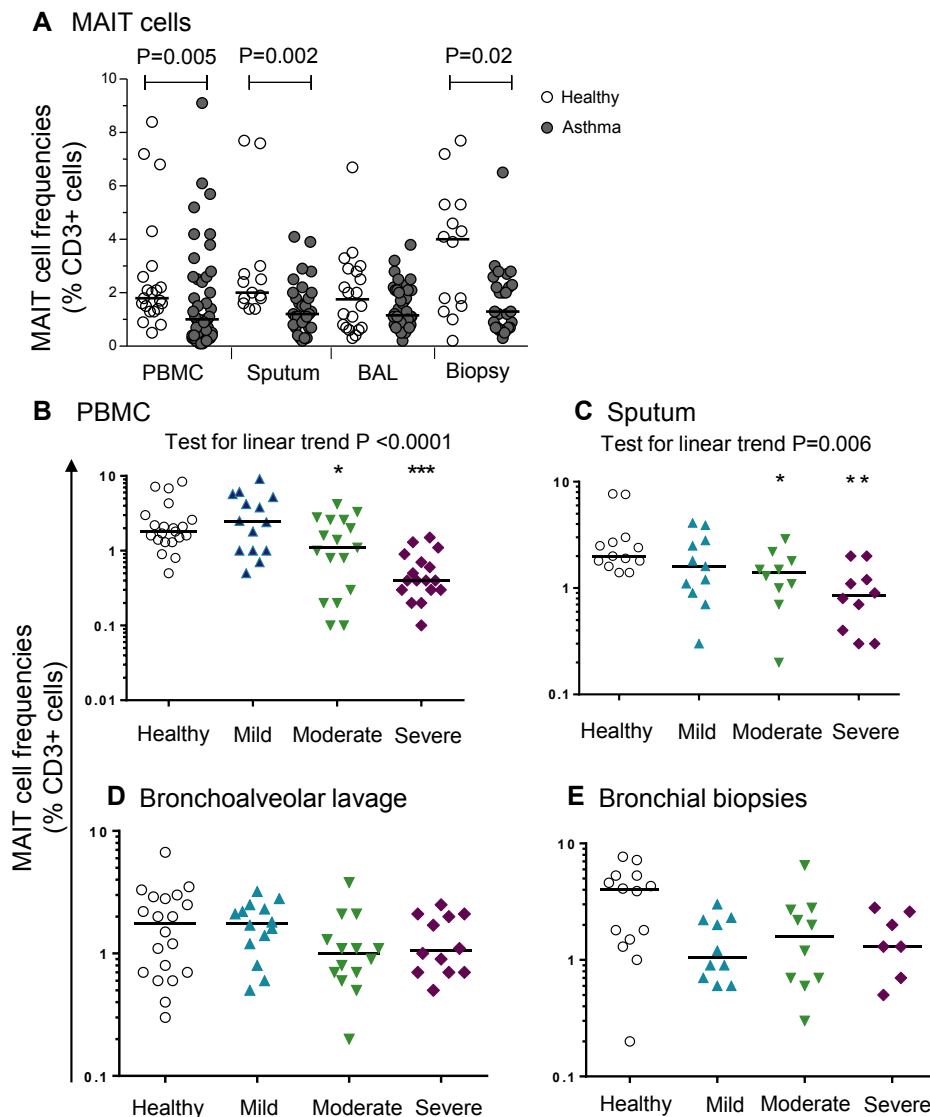 A MAIT cells
P=0.005 P=0.002 P=0.02
Healthy
Asthma
MAIT cell frequencies
(% CD3+ cells)
10
8
6
4
2
0
PBMC Sputum BAL Biopsy
B PBMC
Test for linear trend P <0.0001
* ***
10
1
0.1
0.01
Healthy Mild Moderate Severe
C Sputum
Test for linear trend P=0.006
* **
10
1
0.1
Healthy Mild Moderate Severe
MAIT cell frequencies
(% CD3+ cells)
D Bronchoalveolar lavage
10
1
0.1
Healthy Mild Moderate Severe
E Bronchial biopsies
10
1
0.1
Healthy Mild Moderate Severe